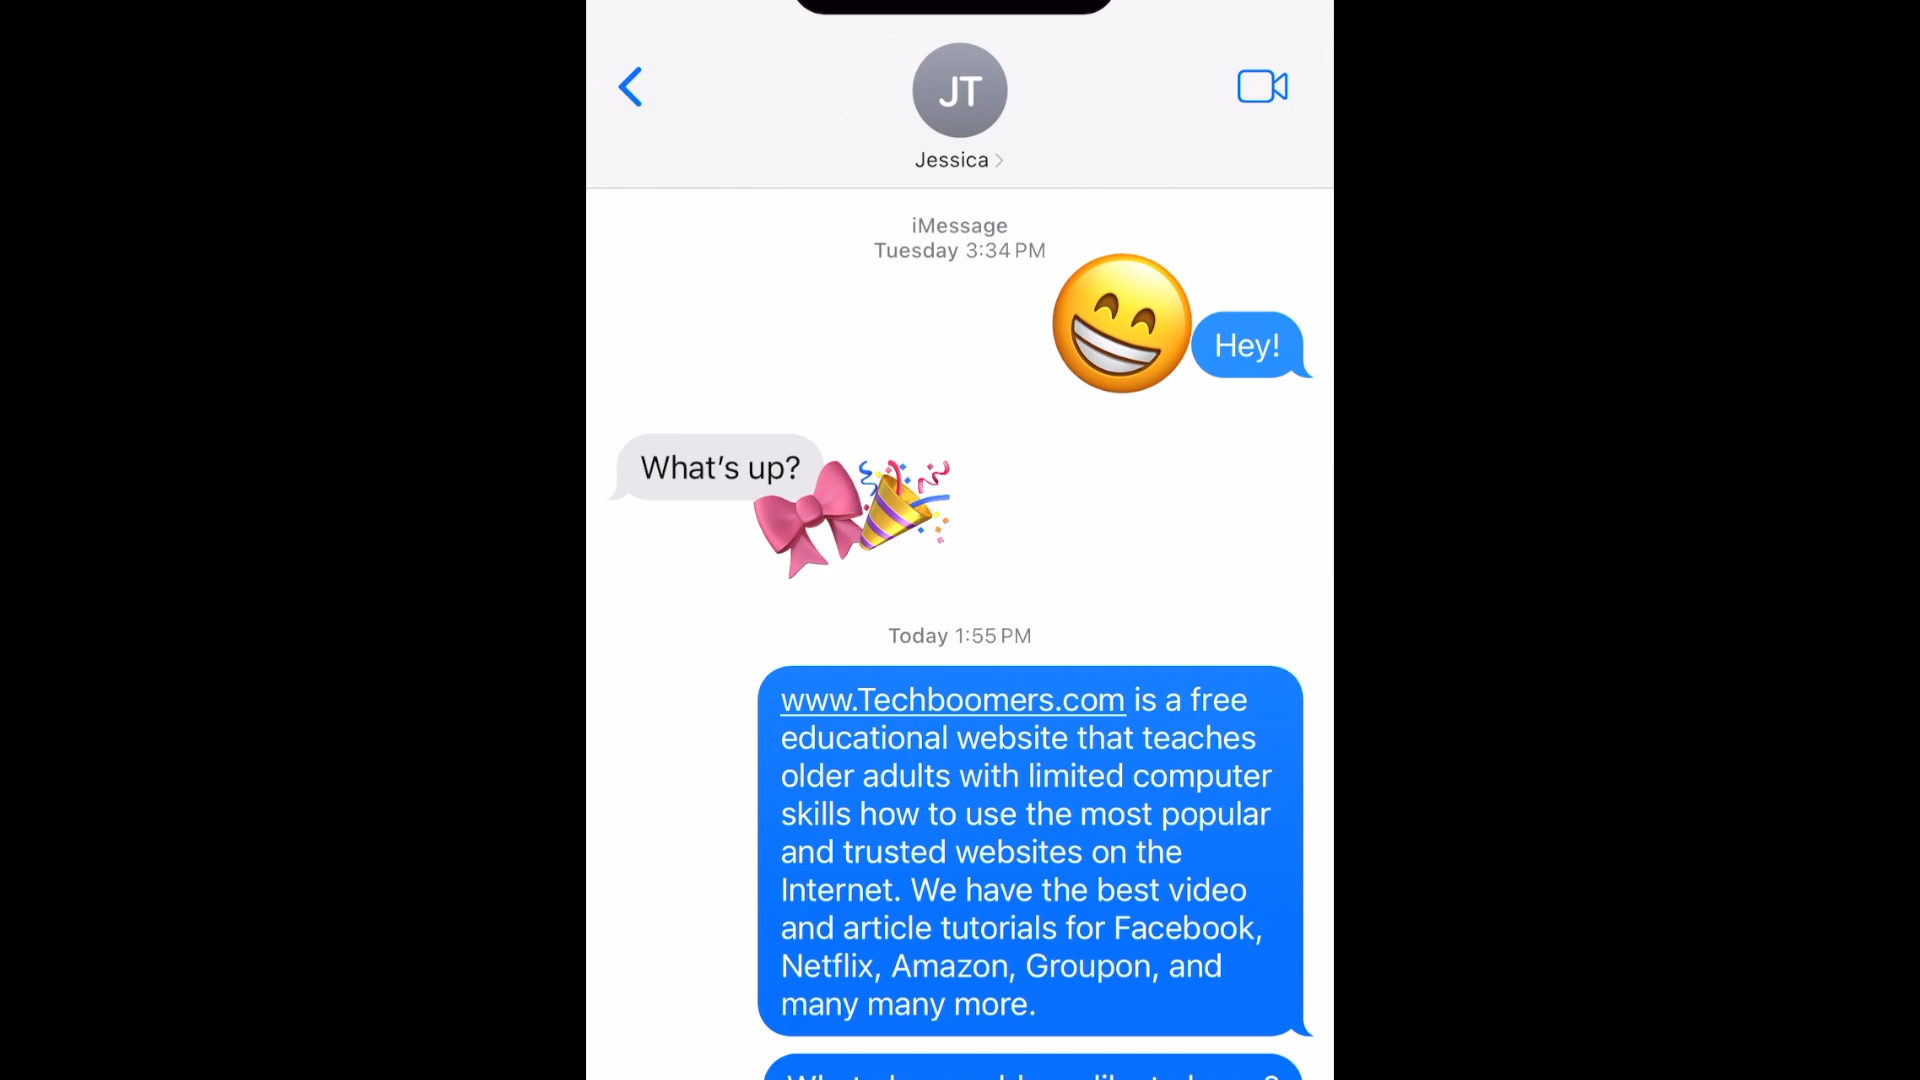 JT
Jessica
iMessage
Tuesday 3:34 PM
Hey!
What's up?
Today 1:55 PM
www.Techboomers.com is a free
educational website that teaches
older adults with limited computer
skills how to use the most popular
and trusted websites on the
Internet. We have the best video
and article tutorials for Facebook,
Netflix, Amazon, Groupon, and
many many more.